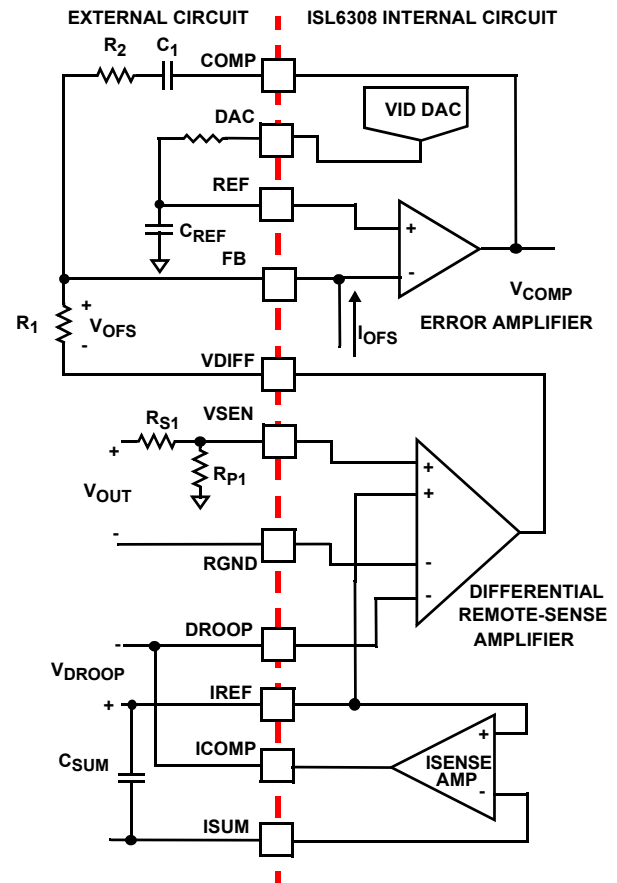 EXTERNAL CIRCUIT
ISL6308 INTERNAL CIRCUIT
R2
C1
COMP
VID DAC
DAC
REF
+
CREF
FB
-
VCOMP
R1
+
VOFS
-
IOFS
ERROR AMPLIFIER
VDIFF
RS1
VSEN
+
RP1
+
+
VOUT
-
RGND
-
-
DIFFERENTIAL
REMOTE-SENSE
AMPLIFIER
DROOP
-
VDROOP
+
IREF
+
ICOMP
ISENSE
AMP
CSUM
-
ISUM